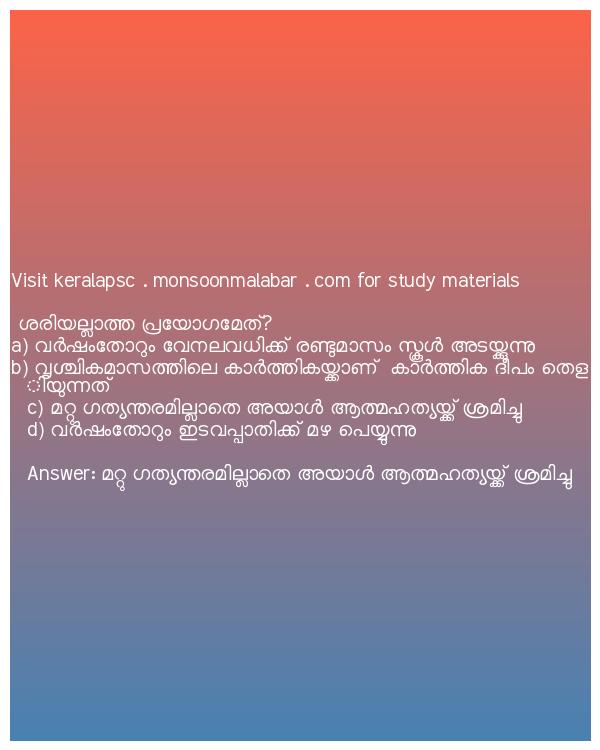 Visit keralapsc . monsoonmalabar . com for study materials
ശരിയല്ലാത്ത പ്രയോഗമേത്?
a) വർഷംതോറും വേനലവധിക്ക് രണ്ടുമാസം സ്കൂൾ അടയ്ക്കുന്നു
b) വൃശ്ചികമാസത്തിലെ കാർത്തികയ്ക്കാണ് കാർത്തിക ദീപം തെള
ിയുന്നത്
c) മറ്റു ഗത്യന്തരമില്ലാതെ അയാൾ ആത്മഹത്യയ്ക്ക് ശ്രമിച്ചു
d) വർഷംതോറും ഇടവപ്പാതിക്ക് മഴ പെയ്യുന്നു
Answer: മറ്റു ഗത്യന്തരമില്ലാതെ അയാൾ ആത്മഹത്യയ്ക്ക് ശ്രമിച്ചു